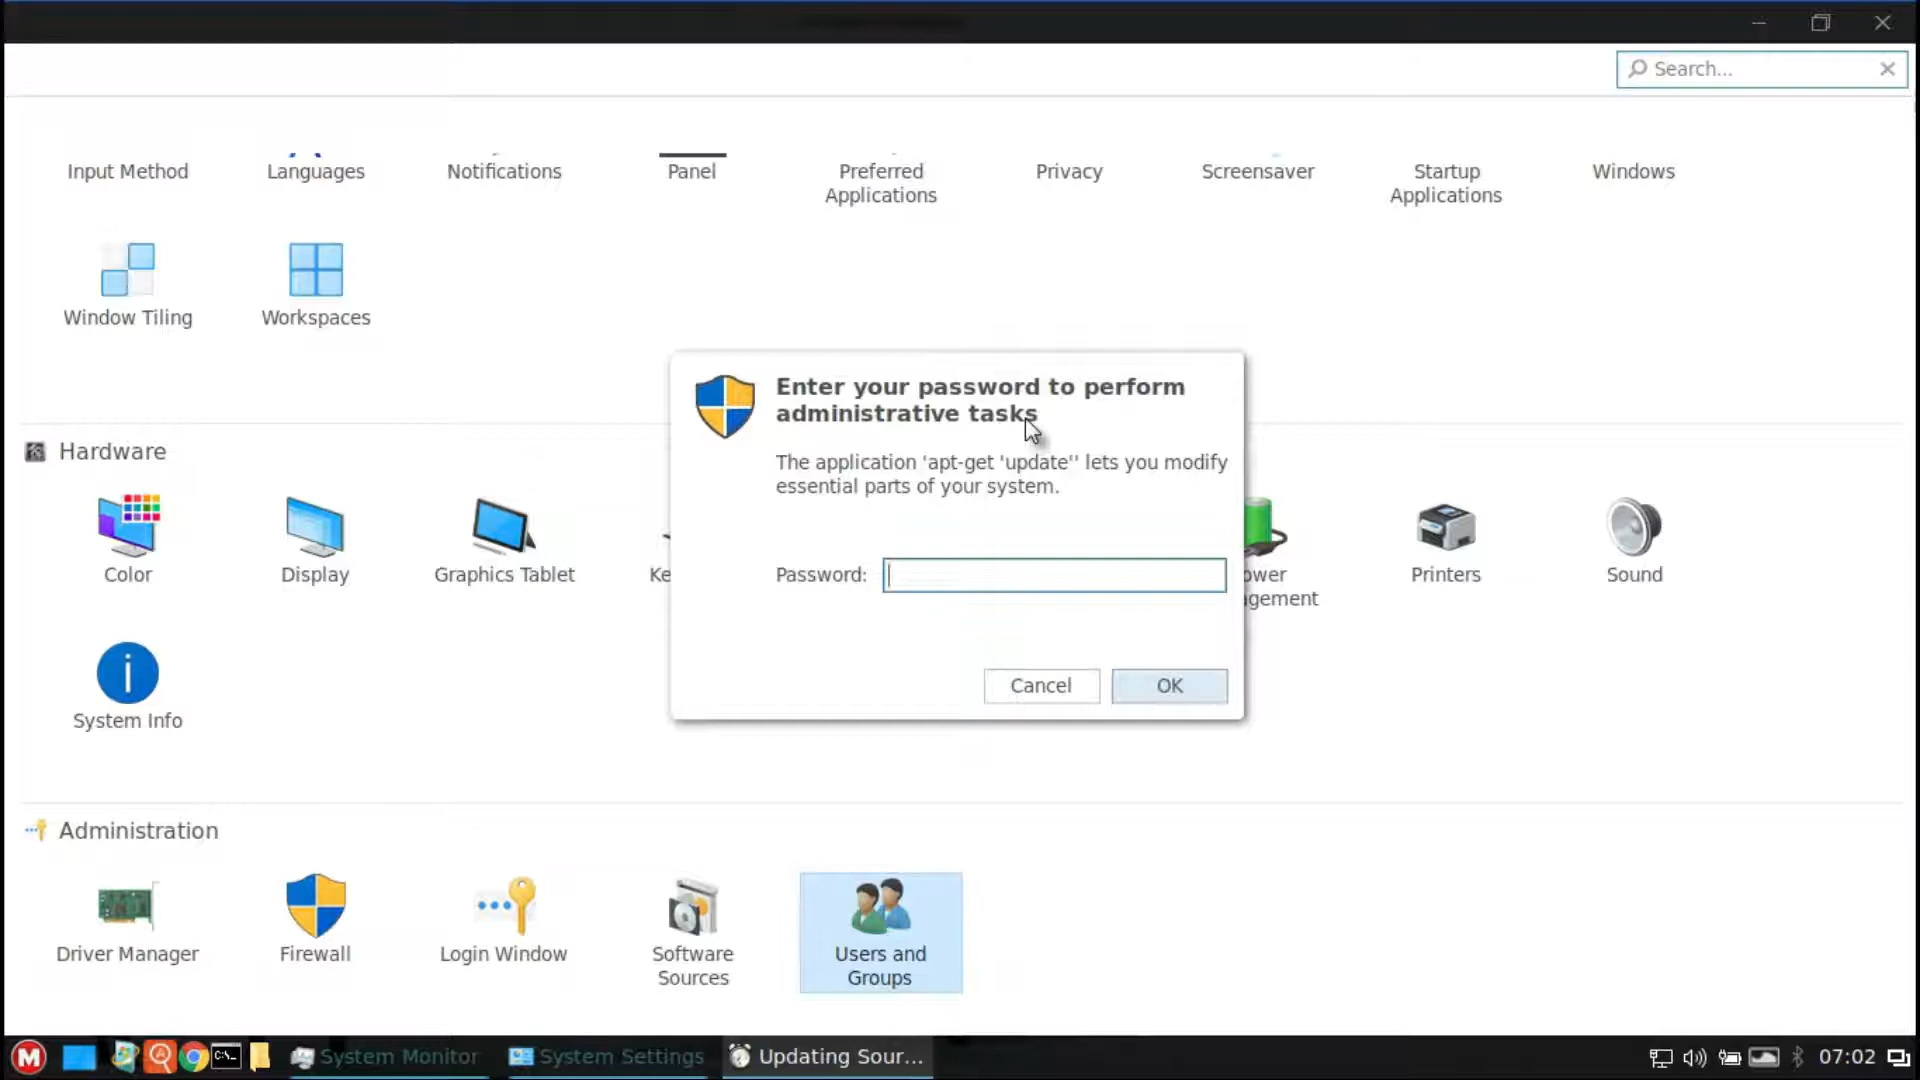 Search...
Input Method
Languages
Notifications
Panel
Preferred
Applications
Privacy
Screensaver
Startup
Applications
Windows
Window Tiling
Workspaces
Enter your password to perform
administrative tasks
The application 'apt-get 'update'' lets you modify
essential parts of your system.
Password:
Cancel
OK
Hardware
Color
Display
Graphics Tablet
Ke
ower
gement
Printers
Sound
System Info
Administration
Driver Manager
Firewall
Login Window
Software
Sources
Users and
Groups
M
C:\_
System Monitor
System Settings
Updating Sour...
07:02